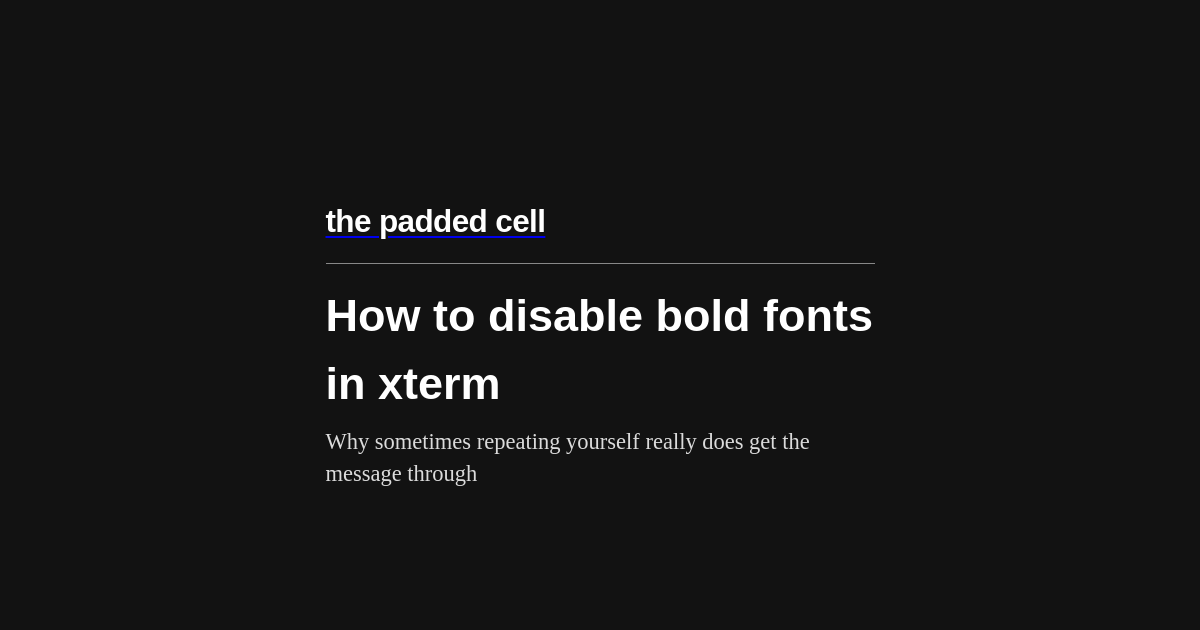 the padded cell
How to disable bold fonts
in xterm
Why sometimes repeating yourself really does get the
message through